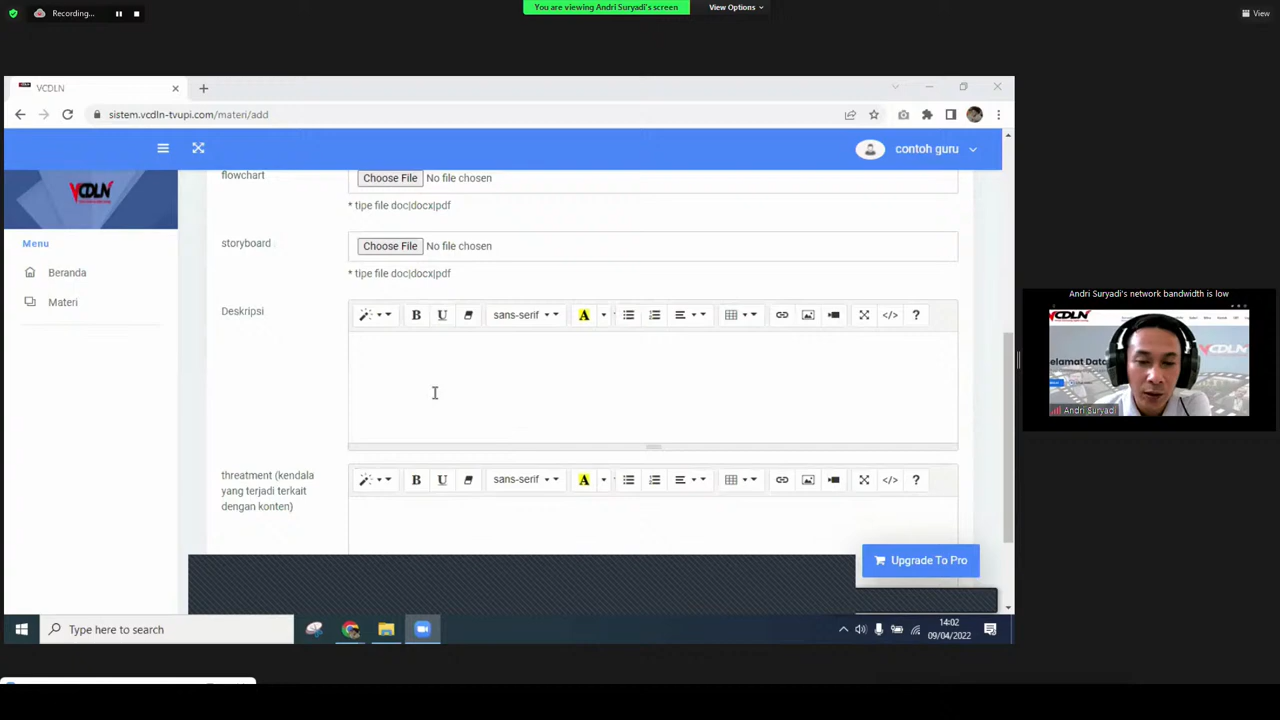 Recording...
You are viewing Andri Suryadi's screen
View Options
View
VCDLN
sistem.vcdln-tvupi.com/materi/add
contoh guru
VCDLN
Menu
Beranda
Materi
flowchart
Choose File No file chosen
* tipe file doc|docx|pdf
storyboard
Choose File No file chosen
* tipe file doc|docx|pdf
Deskripsi
B U sans-serif A </> ?
threatment (kendala
yang terjadi terkait
dengan konten)
B U sans-serif A </> ?
Upgrade To Pro
Type here to search
14:02
09/04/2022
Andri Suryadi's network bandwidth is low
VCDLN
Selamat Data
Andri Suryadi